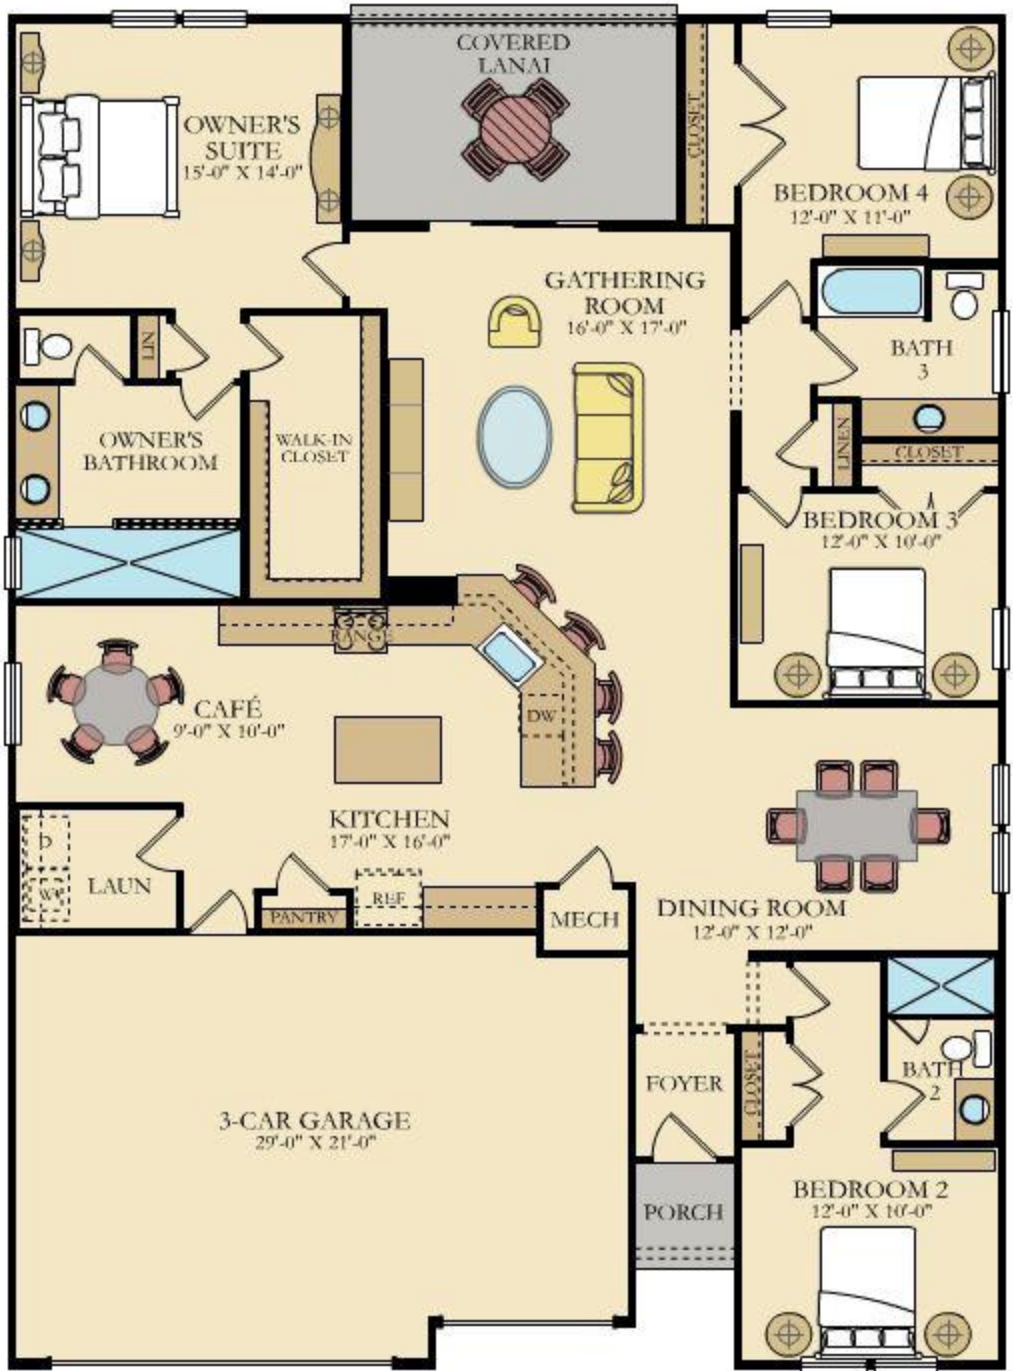 COVERED
LANAI
CLOSET
OWNER'S
SUITE
15'-0" X 14'-0"
BEDROOM 4
12'-0" X 11'-0"
GATHERING
ROOM
16'-0" X 17'-0"
LIN
BATH
3
OWNER'S
BATHROOM
WALK-IN
CLOSET
LINEN
CLOSET
BEDROOM 3
12'-0" X 10'-0"
RANGE
CAFÉ
9'-0" X 10'-0"
DW
KITCHEN
17'-0" X 16'-0"
D
W
LAUN
PANTRY
REF
MECH
DINING ROOM
12'-0" X 12'-0"
FOYER
CLOSET
BATH
2
3-CAR GARAGE
29'-0" X 21'-0"
PORCH
BEDROOM 2
12'-0" X 10'-0"